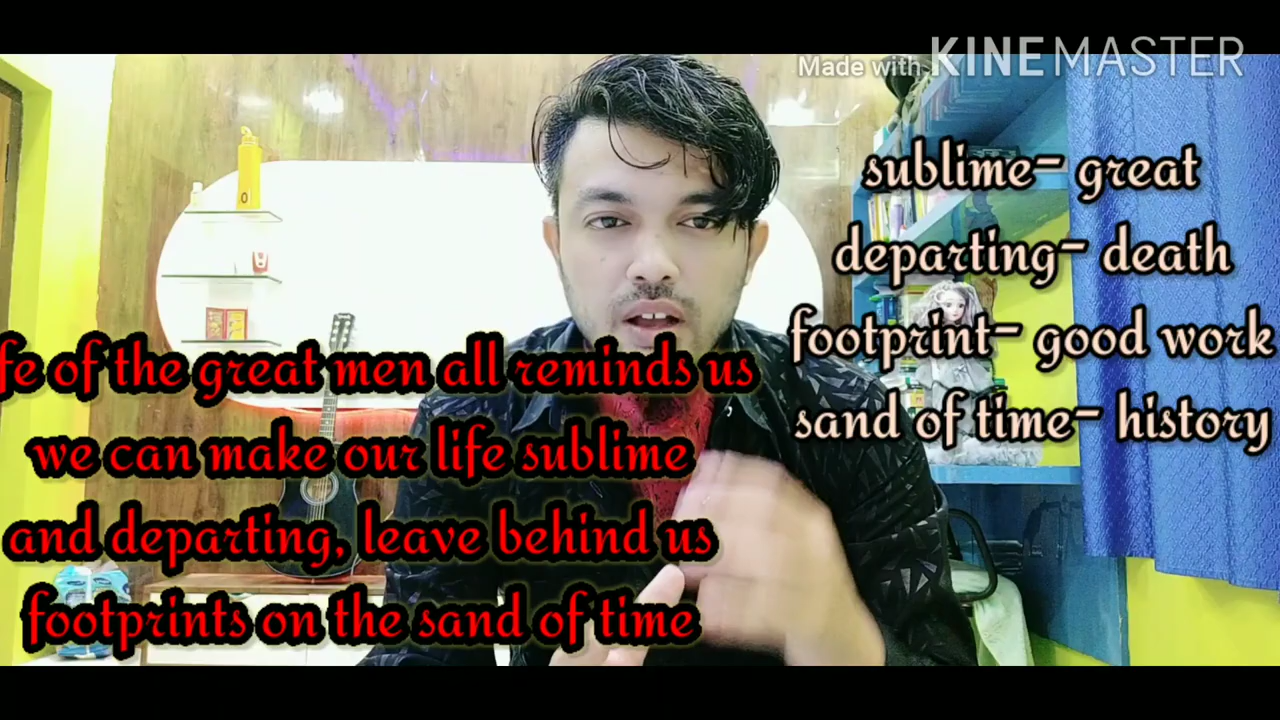 Made with KINEMASTER
sublime- great
departing- death
footprint- good work
sand of time- history
fe of the great men all reminds us
we can make our life sublime
and departing, leave behind us
footprints on the sand of time